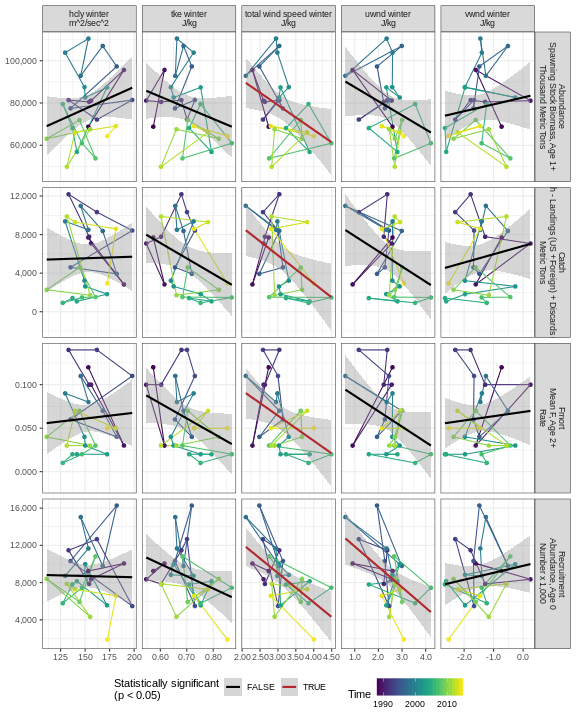 hcly winter
m^2/sec^2
tke winter
J/kg
total wind speed winter
J/kg
uwnd winter
J/kg
vwnd winter
J/kg
100,000
80,000
60,000
Abundance
Spawning Stock Biomass, Age 1+
Thousand Metric Tons
12,000
8,000
4,000
0
Catch
h - Landings (US +Foreign) + Discards
Metric Tons
0.100
0.050
0.000
Fmort
Mean F, Age 2+
Rate
16,000
12,000
8,000
4,000
Recruitment
Abundance, Age 0
Number x 1,000
125 150 175 200
0.60 0.70 0.80
2.00 2.50 3.00 3.50 4.00 4.50
1.0 2.0 3.0 4.0
-2.0 -1.0 0.0
Statistically significant
(p < 0.05)
FALSE
TRUE
Time
1990 2000 2010